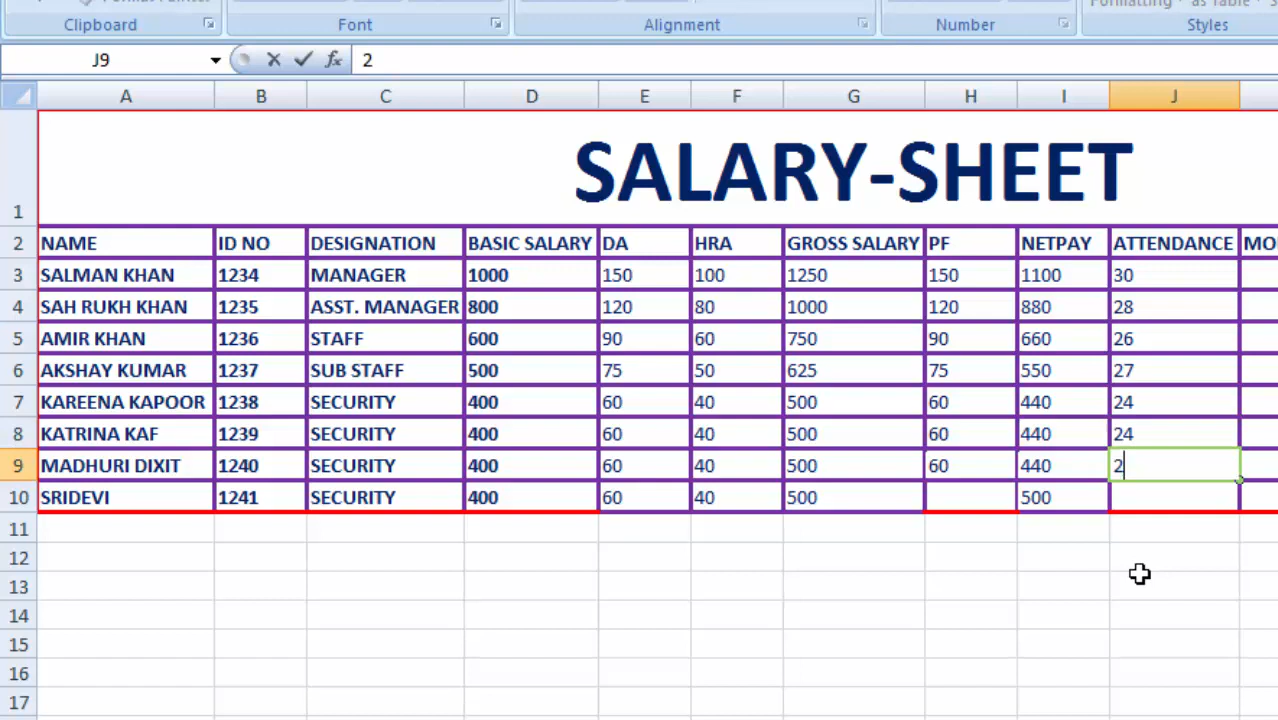 Clipboard Font Alignment Number Styles
Formatting as Table
J9 fx 2
A B C D E F G H I J
1 SALARY-SHEET
2 NAME ID NO DESIGNATION BASIC SALARY DA HRA GROSS SALARY PF NETPAY ATTENDANCE
3 SALMAN KHAN 1234 MANAGER 1000 150 100 1250 150 1100 30
4 SAH RUKH KHAN 1235 ASST. MANAGER 800 120 80 1000 120 880 28
5 AMIR KHAN 1236 STAFF 600 90 60 750 90 660 26
6 AKSHAY KUMAR 1237 SUB STAFF 500 75 50 625 75 550 27
7 KAREENA KAPOOR 1238 SECURITY 400 60 40 500 60 440 24
8 KATRINA KAF 1239 SECURITY 400 60 40 500 60 440 24
9 MADHURI DIXIT 1240 SECURITY 400 60 40 500 60 440 2
10 SRIDEVI 1241 SECURITY 400 60 40 500 500
11
12
13
14
15
16
17